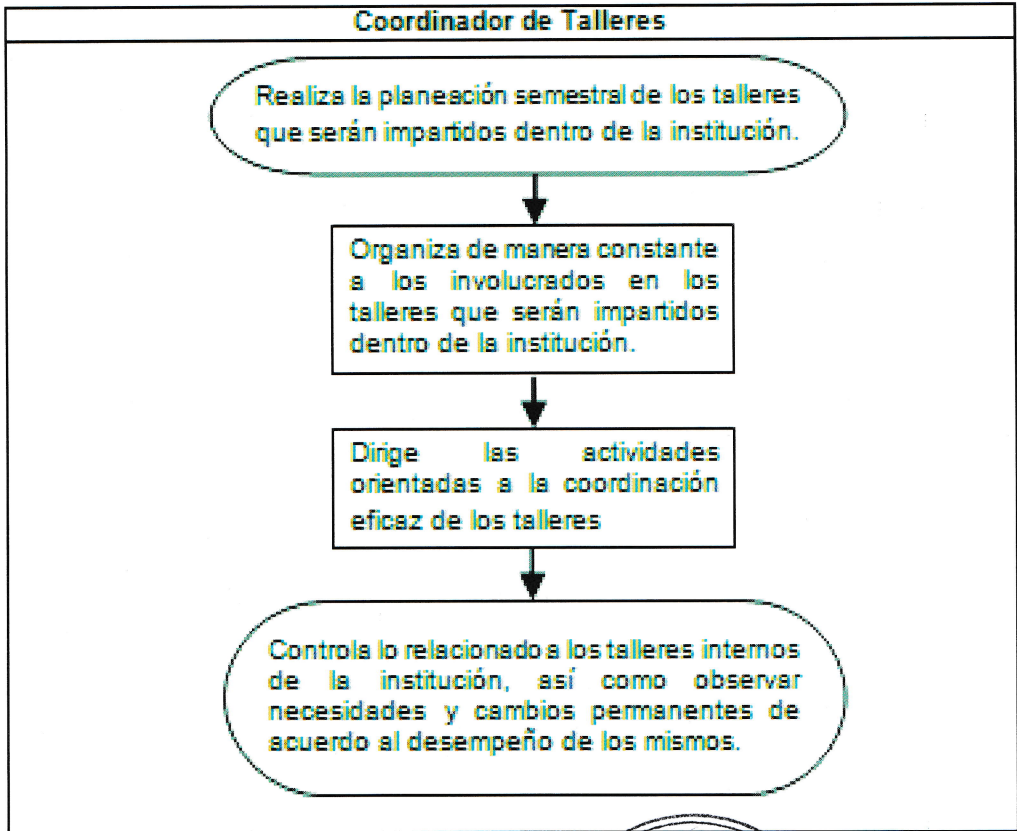 Coordinador de Talleres
Realiza la planeación semestral de los talleres
que serán impartidos dentro de la institución.
Organiza de manera constante
a los involucrados en los
talleres que serán impartidos
dentro de la institución.
Dirige las actividades
orientadas a la coordinación
eficaz de los talleres
Controla lo relacionado a los talleres internos
de la institución, así como observar
necesidades y cambios permanentes de
acuerdo al desempeño de los mismos.